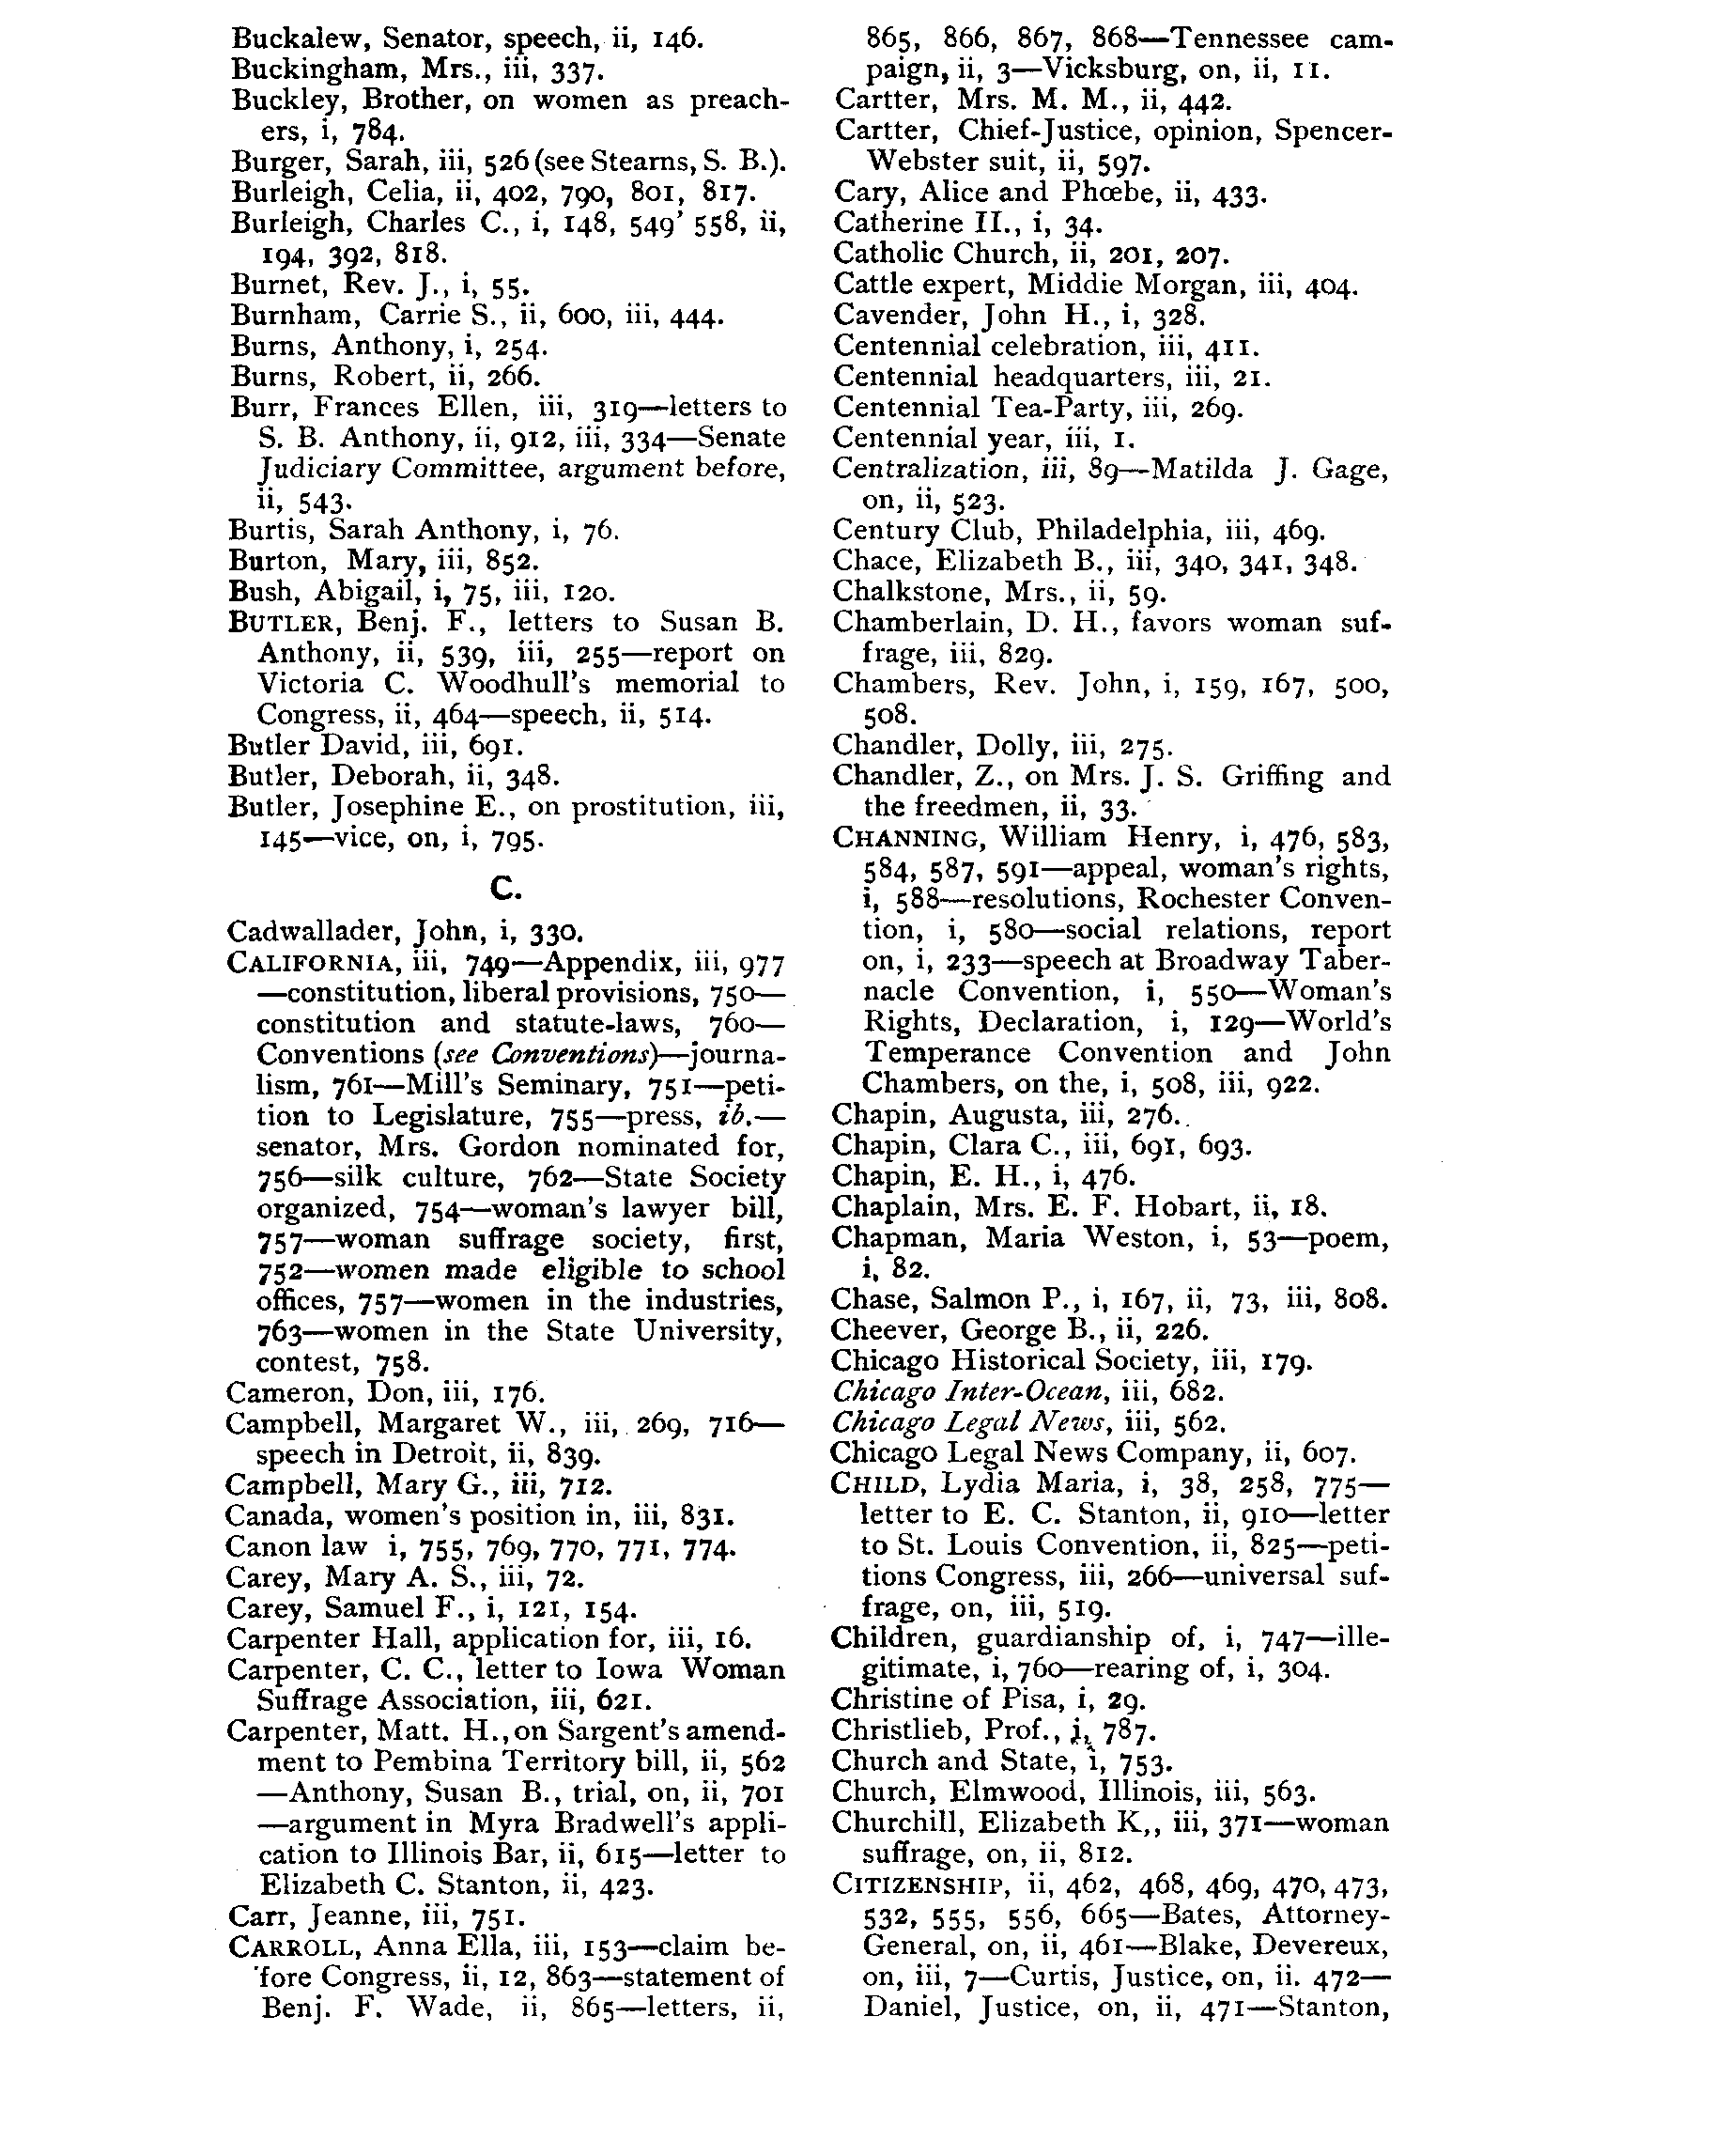 Buckalew, Senator, speech, ii, 146.
Buckingham, Mrs., iii, 337.
Buckley, Brother, on women as preach-
ers, i, 784.
Burger, Sarah, iii, 526 (see Stearns, S. B.).
Burleigh, Celia, ii, 402, 790, 801, 817.
Burleigh, Charles C., i, 148, 549' 558, ii,
194, 392, 818.
Burnet, Rev. J., i, 55.
Burnham, Carrie S., ii, 600, iii, 444.
Burns, Anthony, i, 254.
Burns, Robert, ii, 266.
Burr, Frances Ellen, iii, 319—letters to
S. B. Anthony, ii, 912, iii, 334—Senate
Judiciary Committee, argument before,
ii, 543.
Burtis, Sarah Anthony, i, 76.
Burton, Mary, iii, 852.
Bush, Abigail, i, 75, iii, 120.
BUTLER, Benj. F., letters to Susan B.
Anthony, ii, 539, iii, 255—report on
Victoria C. Woodhull's memorial to
Congress, ii, 464—speech, ii, 514.
Butler David, iii, 691.
Butler, Deborah, ii, 348.
Butler, Josephine E., on prostitution, iii,
145—vice, on, i, 795.
C.
Cadwallader, John, i, 330.
CALIFORNIA, iii, 749—Appendix, iii, 977
—constitution, liberal provisions, 750—
constitution and statute-laws, 760—
Conventions (see Conventions)—journa-
lism, 761—Mill's Seminary, 751—peti-
tion to Legislature, 755—press, ib.—
senator, Mrs. Gordon nominated for,
756—silk culture, 762—State Society
organized, 754—woman's lawyer bill,
757—woman suffrage society, first,
752—women made eligible to school
offices, 757—women in the industries,
763—women in the State University,
contest, 758.
Cameron, Don, iii, 176.
Campbell, Margaret W., iii, 269, 716—
speech in Detroit, ii, 839.
Campbell, Mary G., iii, 712.
Canada, women's position in, iii, 831.
Canon law i, 755, 769, 770, 771, 774.
Carey, Mary A. S., iii, 72.
Carey, Samuel F., i, 121, 154.
Carpenter Hall, application for, iii, 16.
Carpenter, C. C., letter to Iowa Woman
Suffrage Association, iii, 621.
Carpenter, Matt. H., on Sargent's amend-
ment to Pembina Territory bill, ii, 562
—Anthony, Susan B., trial, on, ii, 701
—argument in Myra Bradwell's appli-
cation to Illinois Bar, ii, 615—letter to
Elizabeth C. Stanton, ii, 423.
Carr, Jeanne, iii, 751.
CARROLL, Anna Ella, iii, 153—claim be-
fore Congress, ii, 12, 863—statement of
Benj. F. Wade, ii, 865—letters, ii,
865, 866, 867, 868—Tennessee cam-
paign, ii, 3—Vicksburg, on, ii, 11.
Cartter, Mrs. M. M., ii, 442.
Cartter, Chief-Justice, opinion, Spencer-
Webster suit, ii, 597.
Cary, Alice and Phœbe, ii, 433.
Catherine II., i, 34.
Catholic Church, ii, 201, 207.
Cattle expert, Middie Morgan, iii, 404.
Cavender, John H., i, 328.
Centennial celebration, iii, 411.
Centennial headquarters, iii, 21.
Centennial Tea-Party, iii, 269.
Centennial year, iii, 1.
Centralization, iii, 89—Matilda J. Gage,
on, ii, 523.
Century Club, Philadelphia, iii, 469.
Chace, Elizabeth B., iii, 340, 341, 348.
Chalkstone, Mrs., ii, 59.
Chamberlain, D. H., favors woman suf-
frage, iii, 829.
Chambers, Rev. John, i, 159, 167, 500,
508.
Chandler, Dolly, iii, 275.
Chandler, Z., on Mrs. J. S. Griffing and
the freedmen, ii, 33.
CHANNING, William Henry, i, 476, 583,
584, 587, 591—appeal, woman's rights,
i, 588—resolutions, Rochester Conven-
tion, i, 580—social relations, report
on, i, 233—speech at Broadway Taber-
nacle Convention, i, 550—Woman's
Rights, Declaration, i, 129—World's
Temperance Convention and John
Chambers, on the, i, 508, iii, 922.
Chapin, Augusta, iii, 276.
Chapin, Clara C., iii, 691, 693.
Chapin, E. H., i, 476.
Chaplain, Mrs. E. F. Hobart, ii, 18.
Chapman, Maria Weston, i, 53—poem,
i, 82.
Chase, Salmon P., i, 167, ii, 73, iii, 808.
Cheever, George B., ii, 226.
Chicago Historical Society, iii, 179.
Chicago Inter-Ocean, iii, 682.
Chicago Legal News, iii, 562.
Chicago Legal News Company, ii, 607.
CHILD, Lydia Maria, i, 38, 258, 775—
letter to E. C. Stanton, ii, 910—letter
to St. Louis Convention, ii, 825—peti-
tions Congress, iii, 266—universal suf-
frage, on, iii, 519.
Children, guardianship of, i, 747—ille-
gitimate, i, 760—rearing of, i, 304.
Christine of Pisa, i, 29.
Christlieb, Prof., i, 787.
Church and State, i, 753.
Church, Elmwood, Illinois, iii, 563.
Churchill, Elizabeth K,, iii, 371—woman
suffrage, on, ii, 812.
CITIZENSHIP, ii, 462, 468, 469, 470, 473,
532, 555, 556, 665—Bates, Attorney-
General, on, ii, 461—Blake, Devereux,
on, iii, 7—Curtis, Justice, on, ii. 472—
Daniel, Justice, on, ii, 471—Stanton,